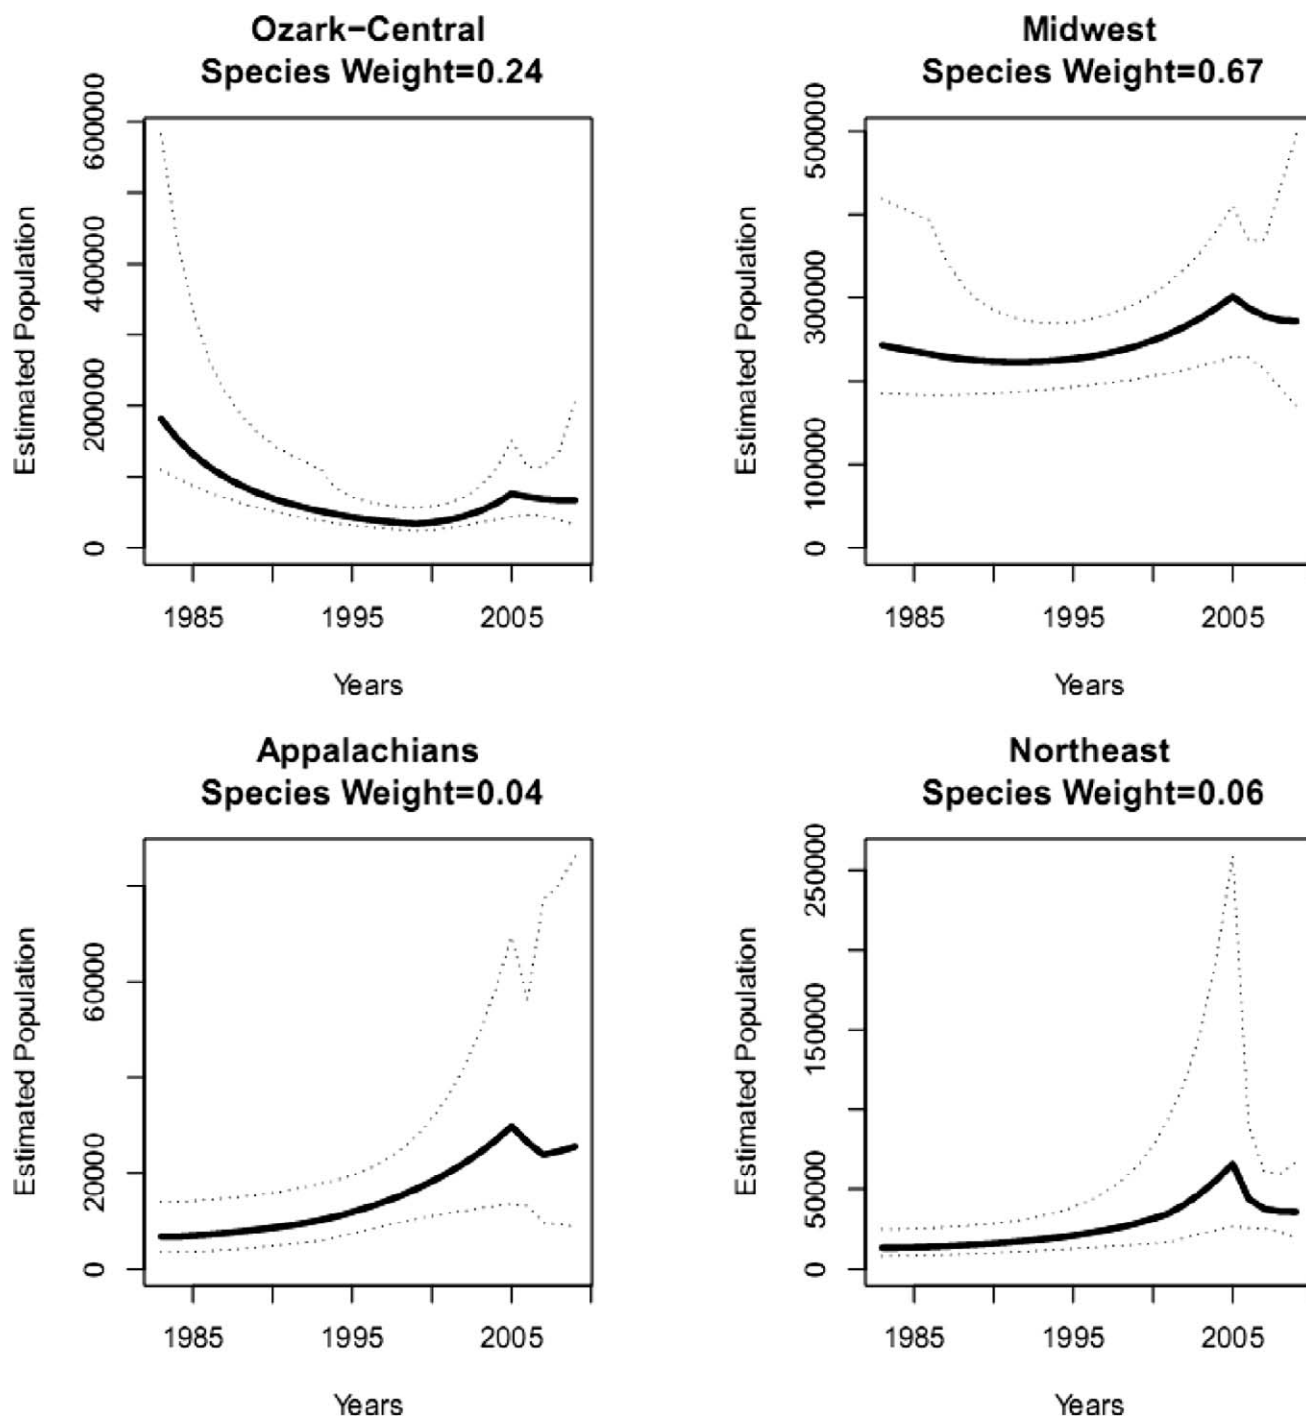 Ozark−Central
Species Weight=0.24
Estimated Population
600000
400000
200000
0
1985
1995
2005
Years
Midwest
Species Weight=0.67
Estimated Population
500000
300000
100000
0
1985
1995
2005
Years
Appalachians
Species Weight=0.04
Estimated Population
60000
20000
0
1985
1995
2005
Years
Northeast
Species Weight=0.06
Estimated Population
250000
150000
50000
0
1985
1995
2005
Years